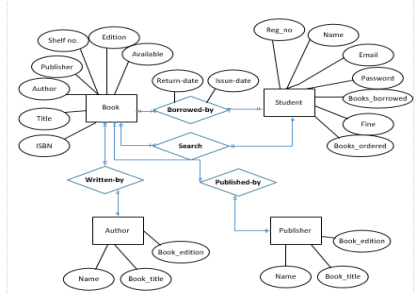 Reg_no
Name
Shelf no.
Edition
Available
Email
Publisher
Return-date
Issue-date
Password
Author
Book
Borrowed-by
Student
Books_borrowed
Title
Fine
ISBN
Search
Books_ordered
Written-by
Published-by
Author
Publisher
Book_edition
Book_edition
Name
Book_title
Name
Book_title